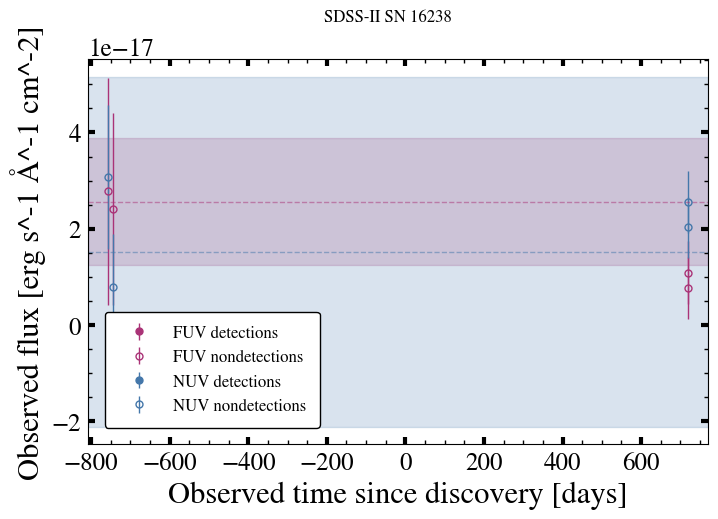 SDSS-II SN 16238
1e−17
Observed flux [erg s^-1 Å^-1 cm^-2]
4
2
0
−2
FUV detections
FUV nondetections
NUV detections
NUV nondetections
−800 −600 −400 −200 0 200 400 600
Observed time since discovery [days]